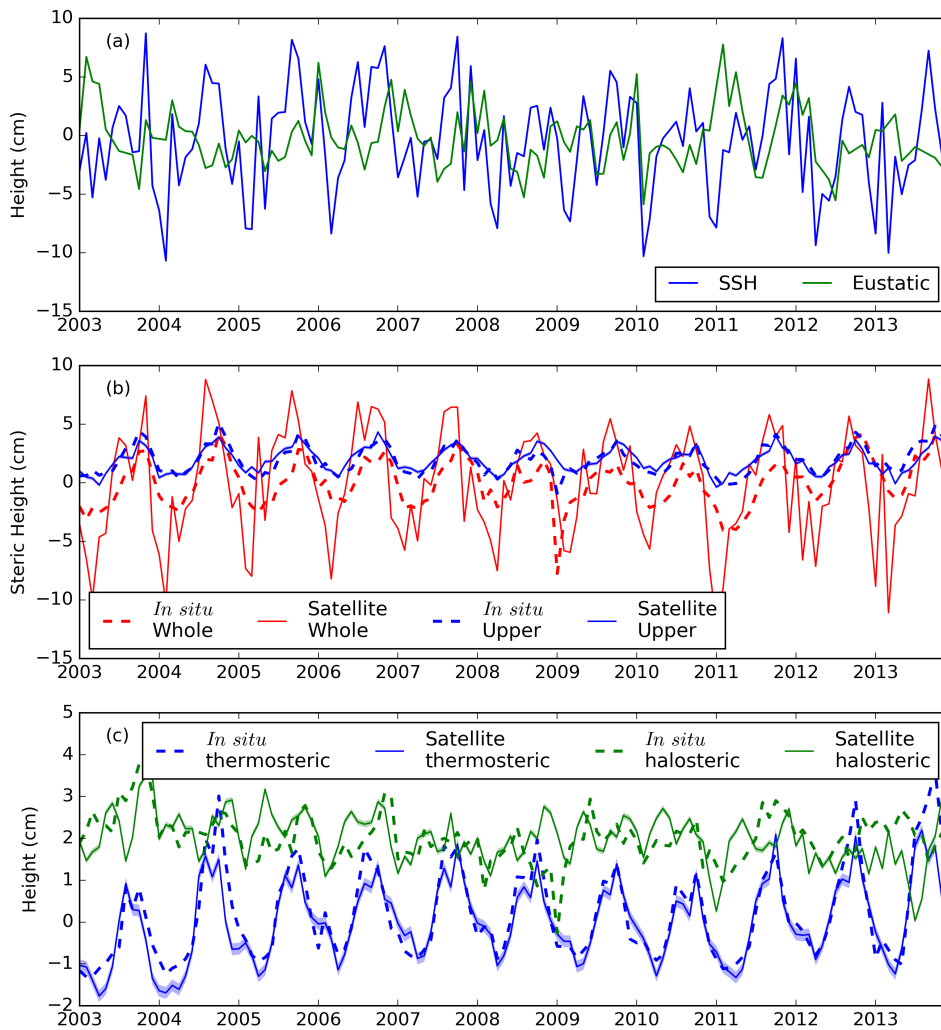 (a)
10
5
0
−5
−10
−15
Height (cm)
SSH Eustatic
2003 2004 2005 2006 2007 2008 2009 2010 2011 2012 2013
(b)
10
5
0
−5
−10
−15
Steric Height (cm)
In situ Satellite In situ Satellite
Whole Whole Upper Upper
2003 2004 2005 2006 2007 2008 2009 2010 2011 2012 2013
(c)
In situ Satellite In situ Satellite
thermosteric thermosteric halosteric halosteric
5
4
3
2
1
0
−1
−2
Height (cm)
2003 2004 2005 2006 2007 2008 2009 2010 2011 2012 2013